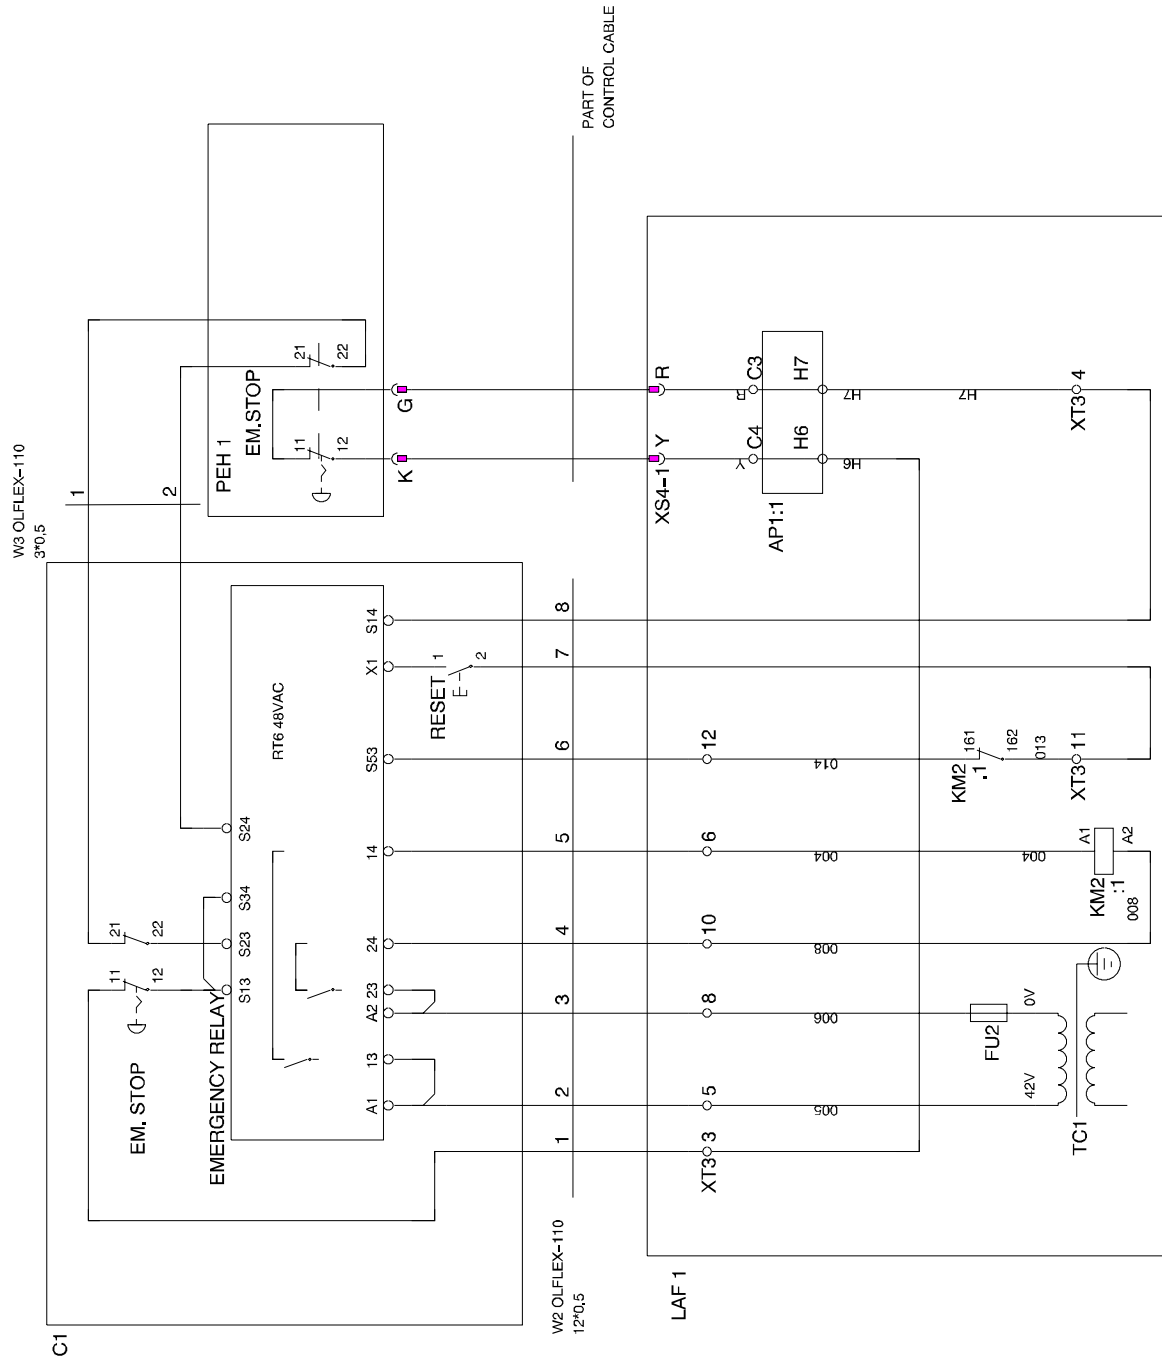 PART OF
CONTROL CABLE
W3 OLFLEX-110
3*0,5
1
2
PEH 1
EM.STOP
11
12
21
22
K
G
EM. STOP
11
12
21
22
EMERGENCY RELAY
S13
S23
S34
S24
RT6 48VAC
A1
13
A2
23
24
14
S53
X1
S14
RESET
1
2
C1
W2 OLFLEX-110
12*0,5
1
2
3
4
5
6
7
8
XS4-1
Y
R
Y
R
C4
C3
H6
H7
AP1:1
H6
H7
H7
XT3
4
LAF 1
XT3
3
5
8
10
6
12
005
006
008
004
014
KM2
.1
161
162
013
XT3
11
004
A1
A2
KM2
:1
008
FU2
42V
0V
TC1